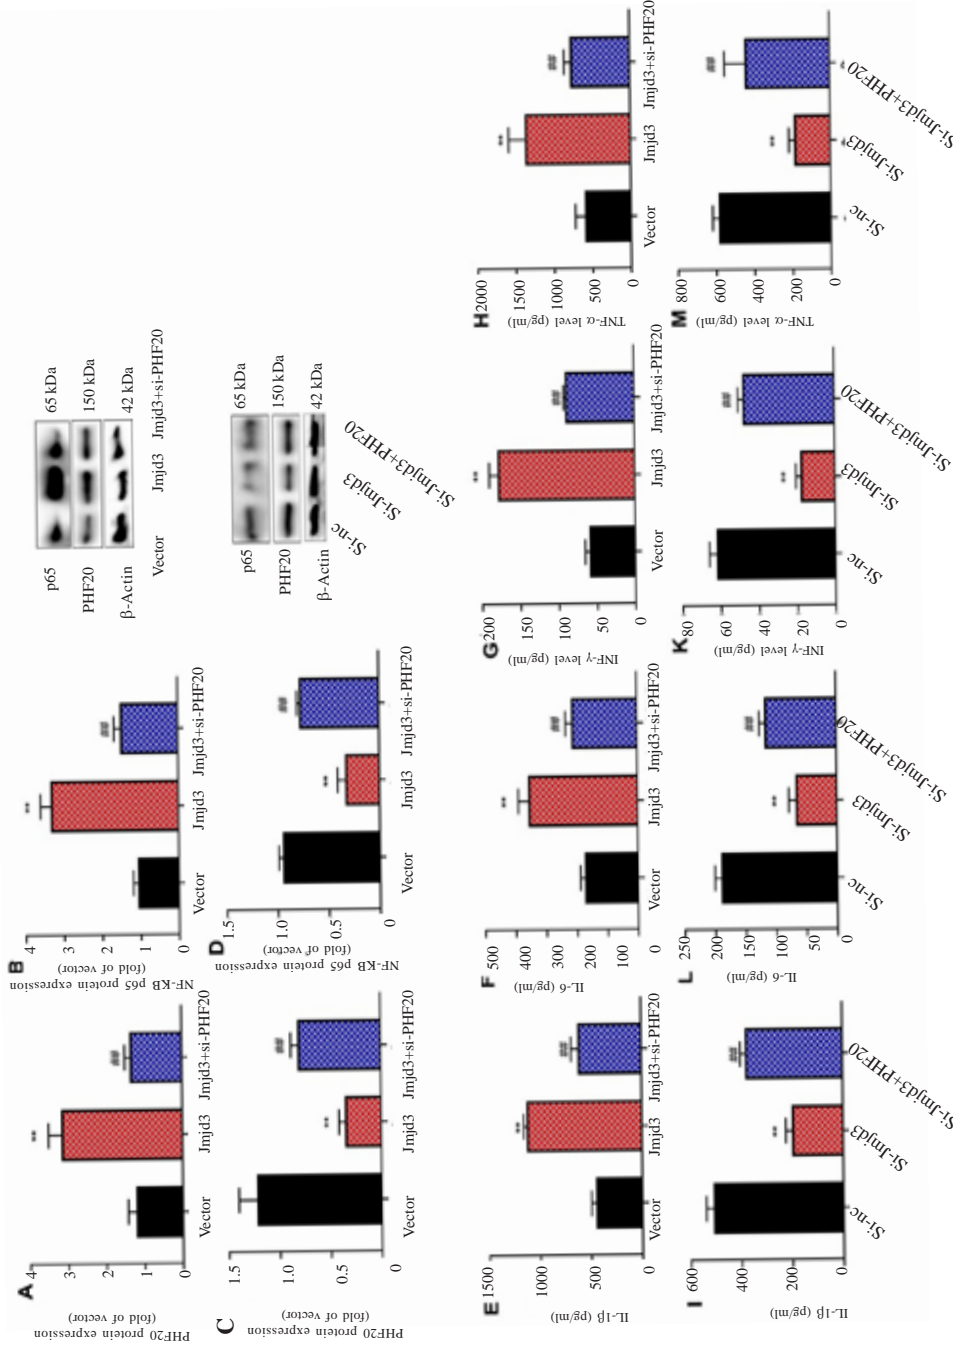 A
PHF20 protein expression
(fold of vector)
4
3
2
1
0
**
##
Vector
Jmjd3
Jmjd3+si-PHF20
B
NF-KB p65 protein expression
(fold of vector)
4
3
2
1
0
**
##
Vector
Jmjd3
Jmjd3+si-PHF20
p65
PHF20
β-Actin
65 kDa
150 kDa
42 kDa
Vector
Jmjd3
Jmjd3+si-PHF20
C
PHF20 protein expression
(fold of vector)
1.5
1.0
0.5
0
**
##
Vector
Jmjd3
Jmjd3+si-PHF20
D
NF-KB p65 protein expression
(fold of vector)
1.5
1.0
0.5
0
**
##
Vector
Jmjd3
Jmjd3+si-PHF20
p65
PHF20
β-Actin
65 kDa
150 kDa
42 kDa
Si-nc
Si-Jmjd3
Si-Jmjd3+PHF20
E
IL-1β (pg/ml)
1500
1000
500
0
**
##
Vector
Jmjd3
Jmjd3+si-PHF20
F
IL-6 (pg/ml)
500
400
300
200
100
0
**
##
Vector
Jmjd3
Jmjd3+si-PHF20
G
INF-γ level (pg/ml)
200
150
100
50
0
**
##
Vector
Jmjd3
Jmjd3+si-PHF20
H
TNF-α level (pg/ml)
2000
1500
1000
500
0
**
##
Vector
Jmjd3
Jmjd3+si-PHF20
I
IL-1β (pg/ml)
600
400
200
0
**
##
Si-nc
Si-Jmjd3
Si-Jmjd3+PHF20
L
IL-6 (pg/ml)
250
200
150
100
50
0
**
##
Si-nc
Si-Jmjd3
Si-Jmjd3+PHF20
K
INF-γ level (pg/ml)
80
60
40
20
0
**
##
Si-nc
Si-Jmjd3
Si-Jmjd3+PHF20
M
TNF-α level (pg/ml)
800
600
400
200
0
**
##
Si-nc
Si-Jmjd3
Si-Jmjd3+PHF20